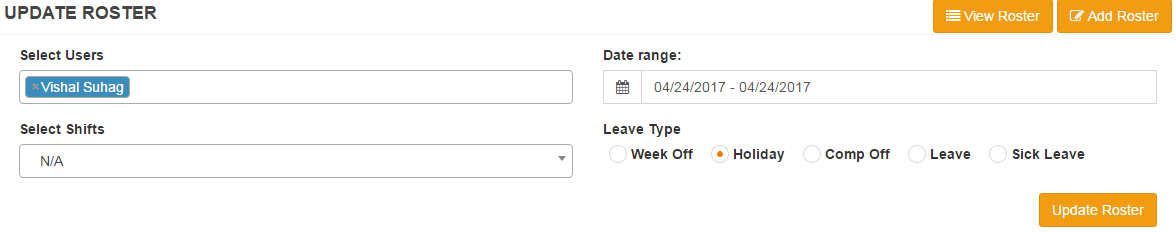 UPDATE ROSTER
View Roster
Add Roster
Select Users
Date range:
×Vishal Suhag
04/24/2017 - 04/24/2017
Select Shifts
Leave Type
N/A
Week Off Holiday Comp Off Leave Sick Leave
Update Roster